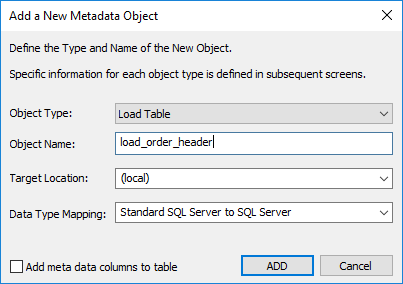 Add a New Metadata Object
Define the Type and Name of the New Object.
Specific information for each object type is defined in subsequent screens.
Object Type: Load Table
Object Name: load_order_header
Target Location: (local)
Data Type Mapping: Standard SQL Server to SQL Server
Add meta data columns to table ADD Cancel